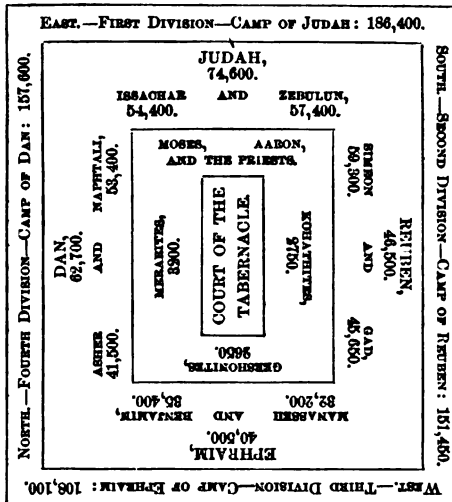 EAST.—FIRST DIVISION—CAMP OF JUDAH: 186,400.
JUDAH,
74,600.
ISSACHAR AND ZEBULUN,
54,400. 57,400.
MOSES, AARON,
AND THE PRIESTS.
COURT OF THE
TABERNACLE.
SOUTH—SECOND DIVISION—CAMP OF REUBEN: 151,450.
REUBEN,
46,500.
SIMEON AND GAD,
59,300. 45,650.
KOHATHITES,
2750.
WEST.—THIRD DIVISION—CAMP OF EPHRAIM: 108,100.
EPHRAIM,
40,500.
MANASSEH AND BENJAMIN,
32,200. 35,400.
GERSHONITES,
2650.
NORTH—FOURTH DIVISION—CAMP OF DAN: 157,600.
DAN,
62,700.
ASHER AND NAPHTALI,
41,500. 53,400.
MERARITES,
3200.